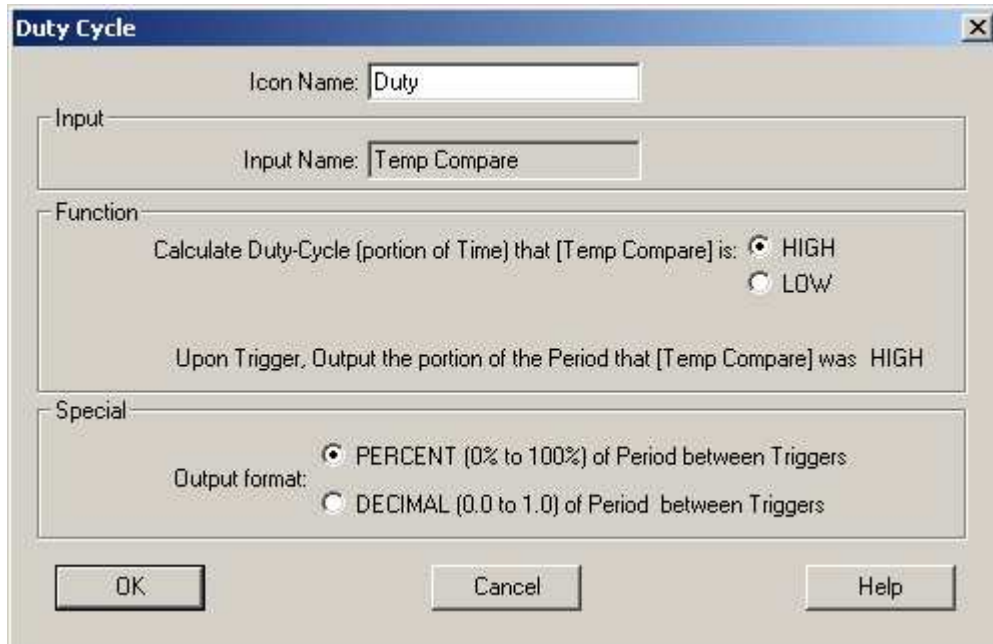 Duty Cycle
Icon Name: Duty
Input
Input Name: Temp Compare
Function
Calculate Duty-Cycle (portion of Time) that [Temp Compare] is: HIGH
LOW
Upon Trigger, Output the portion of the Period that [Temp Compare] was HIGH
Special
Output format:
PERCENT (0% to 100%) of Period between Triggers
DECIMAL (0.0 to 1.0) of Period between Triggers
OK Cancel Help